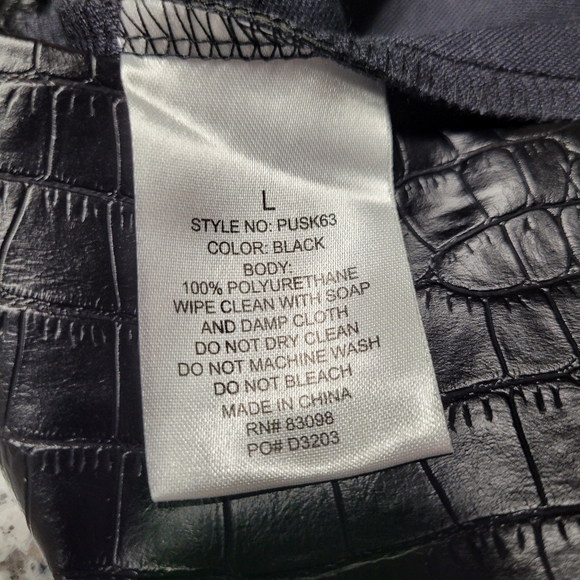 L
STYLE NO: PUSK63
COLOR: BLACK
BODY:
100% POLYURETHANE
WIPE CLEAN WITH SOAP
AND DAMP CLOTH
DO NOT DRY CLEAN
DO NOT MACHINE WASH
DO NOT BLEACH
MADE IN CHINA
RN# 83098
PO# D3203